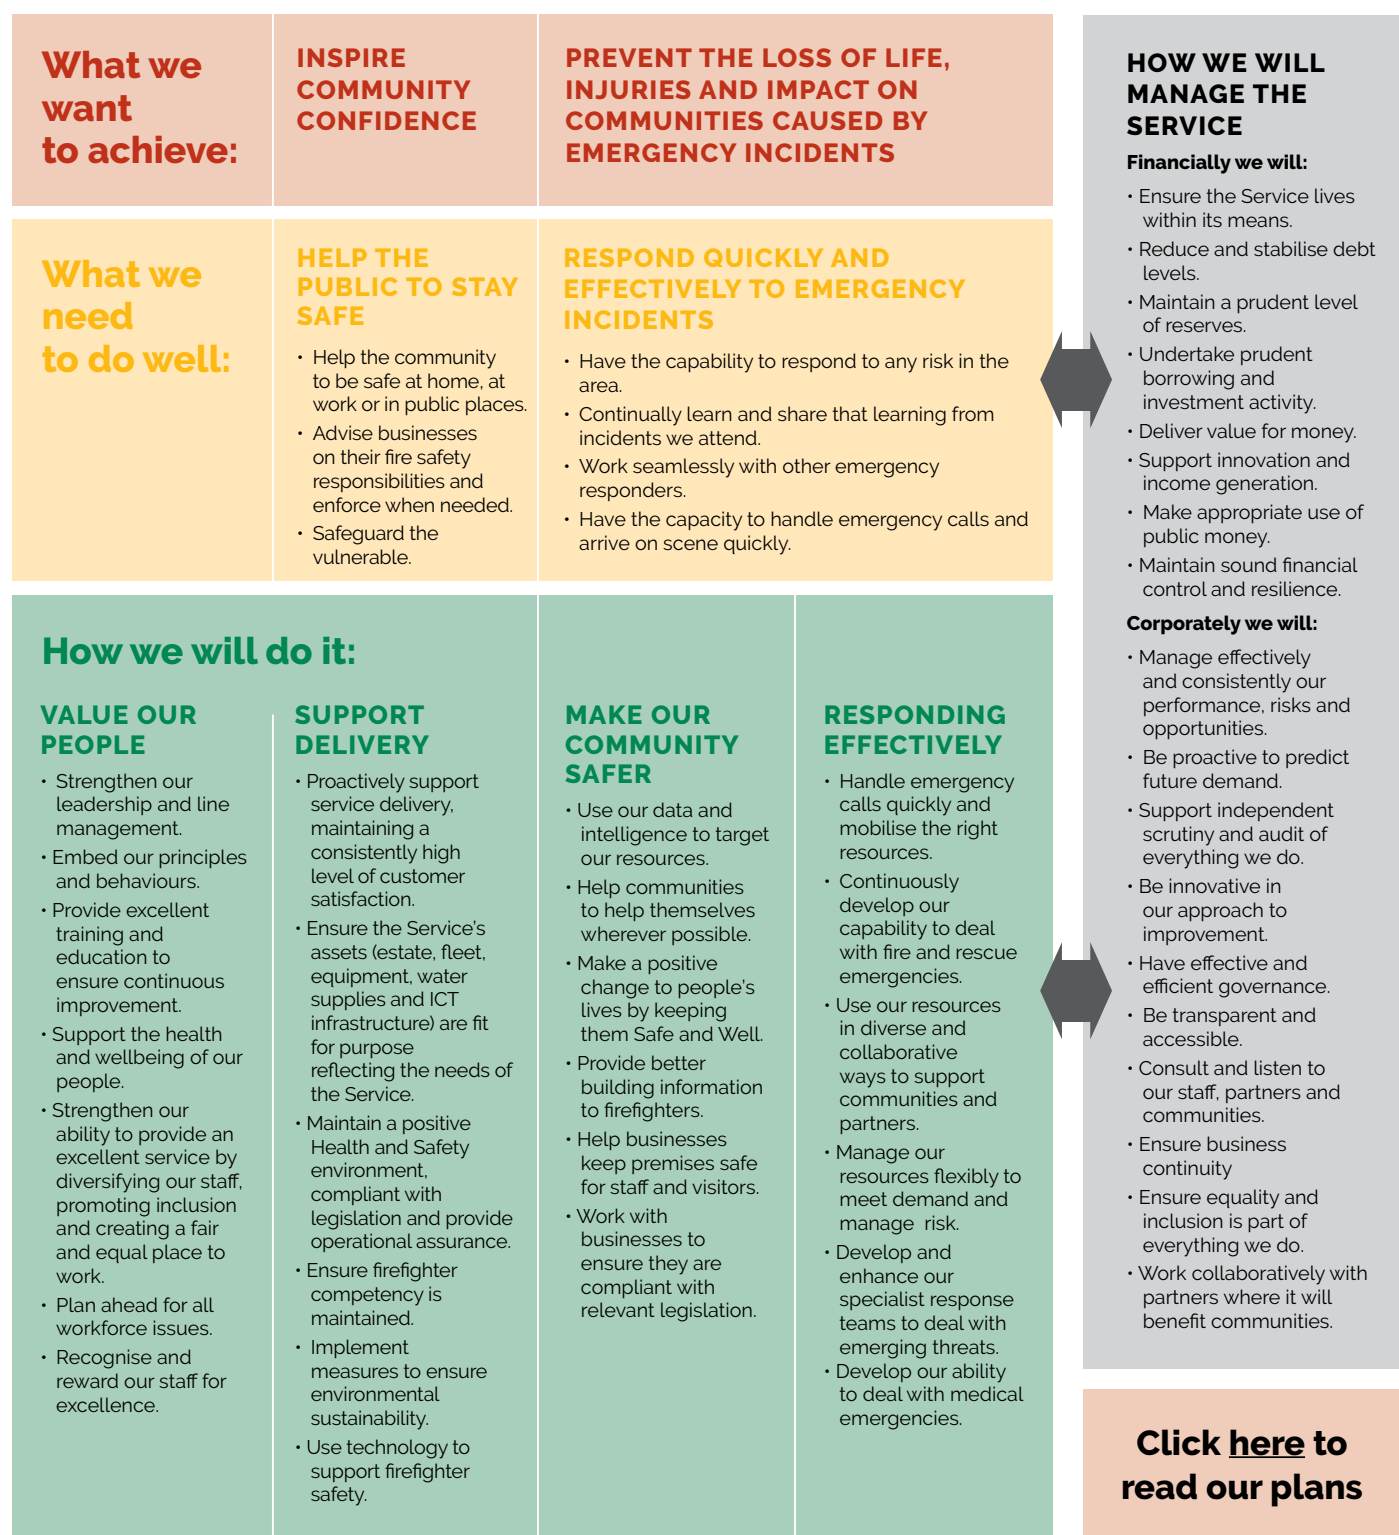 What we
want
to achieve:
INSPIRE
COMMUNITY
CONFIDENCE
PREVENT THE LOSS OF LIFE,
INJURIES AND IMPACT ON
COMMUNITIES CAUSED BY
EMERGENCY INCIDENTS
What we
need
to do well:
HELP THE
PUBLIC TO STAY
SAFE
• Help the community
to be safe at home, at
work or in public places.
• Advise businesses
on their fire safety
responsibilities and
enforce when needed.
• Safeguard the
vulnerable.
RESPOND QUICKLY AND
EFFECTIVELY TO EMERGENCY
INCIDENTS
• Have the capability to respond to any risk in the
area.
• Continually learn and share that learning from
incidents we attend.
• Work seamlessly with other emergency
responders.
• Have the capacity to handle emergency calls and
arrive on scene quickly.
How we will do it:
VALUE OUR
PEOPLE
• Strengthen our
leadership and line
management.
• Embed our principles
and behaviours.
• Provide excellent
training and
education to
ensure continuous
improvement.
• Support the health
and wellbeing of our
people.
• Strengthen our
ability to provide an
excellent service by
diversifying our staff,
promoting inclusion
and creating a fair
and equal place to
work.
• Plan ahead for all
workforce issues.
• Recognise and
reward our staff for
excellence.
SUPPORT
DELIVERY
• Proactively support
service delivery,
maintaining a
consistently high
level of customer
satisfaction.
• Ensure the Service's
assets (estate, fleet,
equipment, water
supplies and ICT
infrastructure) are fit
for purpose
reflecting the needs of
the Service.
• Maintain a positive
Health and Safety
environment,
compliant with
legislation and provide
operational assurance.
• Ensure firefighter
competency is
maintained.
• Implement
measures to ensure
environmental
sustainability.
• Use technology to
support firefighter
safety.
MAKE OUR
COMMUNITY
SAFER
• Use our data and
intelligence to target
our resources.
• Help communities
to help themselves
wherever possible.
• Make a positive
change to people's
lives by keeping
them Safe and Well.
• Provide better
building information
to firefighters.
• Help businesses
keep premises safe
for staff and visitors.
• Work with
businesses to
ensure they are
compliant with
relevant legislation.
RESPONDING
EFFECTIVELY
• Handle emergency
calls quickly and
mobilise the right
resources.
• Continuously
develop our
capability to deal
with fire and rescue
emergencies.
• Use our resources
in diverse and
collaborative
ways to support
communities and
partners.
• Manage our
resources flexibly to
meet demand and
manage risk.
• Develop and
enhance our
specialist response
teams to deal with
emerging threats.
• Develop our ability
to deal with medical
emergencies.
HOW WE WILL
MANAGE THE
SERVICE
Financially we will:
• Ensure the Service lives
within its means.
• Reduce and stabilise debt
levels.
• Maintain a prudent level
of reserves.
• Undertake prudent
borrowing and
investment activity.
• Deliver value for money.
• Support innovation and
income generation.
• Make appropriate use of
public money.
• Maintain sound financial
control and resilience.
Corporately we will:
• Manage effectively
and consistently our
performance, risks and
opportunities.
• Be proactive to predict
future demand.
• Support independent
scrutiny and audit of
everything we do.
• Be innovative in
our approach to
improvement.
• Have effective and
efficient governance.
• Be transparent and
accessible.
• Consult and listen to
our staff, partners and
communities.
• Ensure business
continuity
• Ensure equality and
inclusion is part of
everything we do.
• Work collaboratively with
partners where it will
benefit communities.
Click here to
read our plans